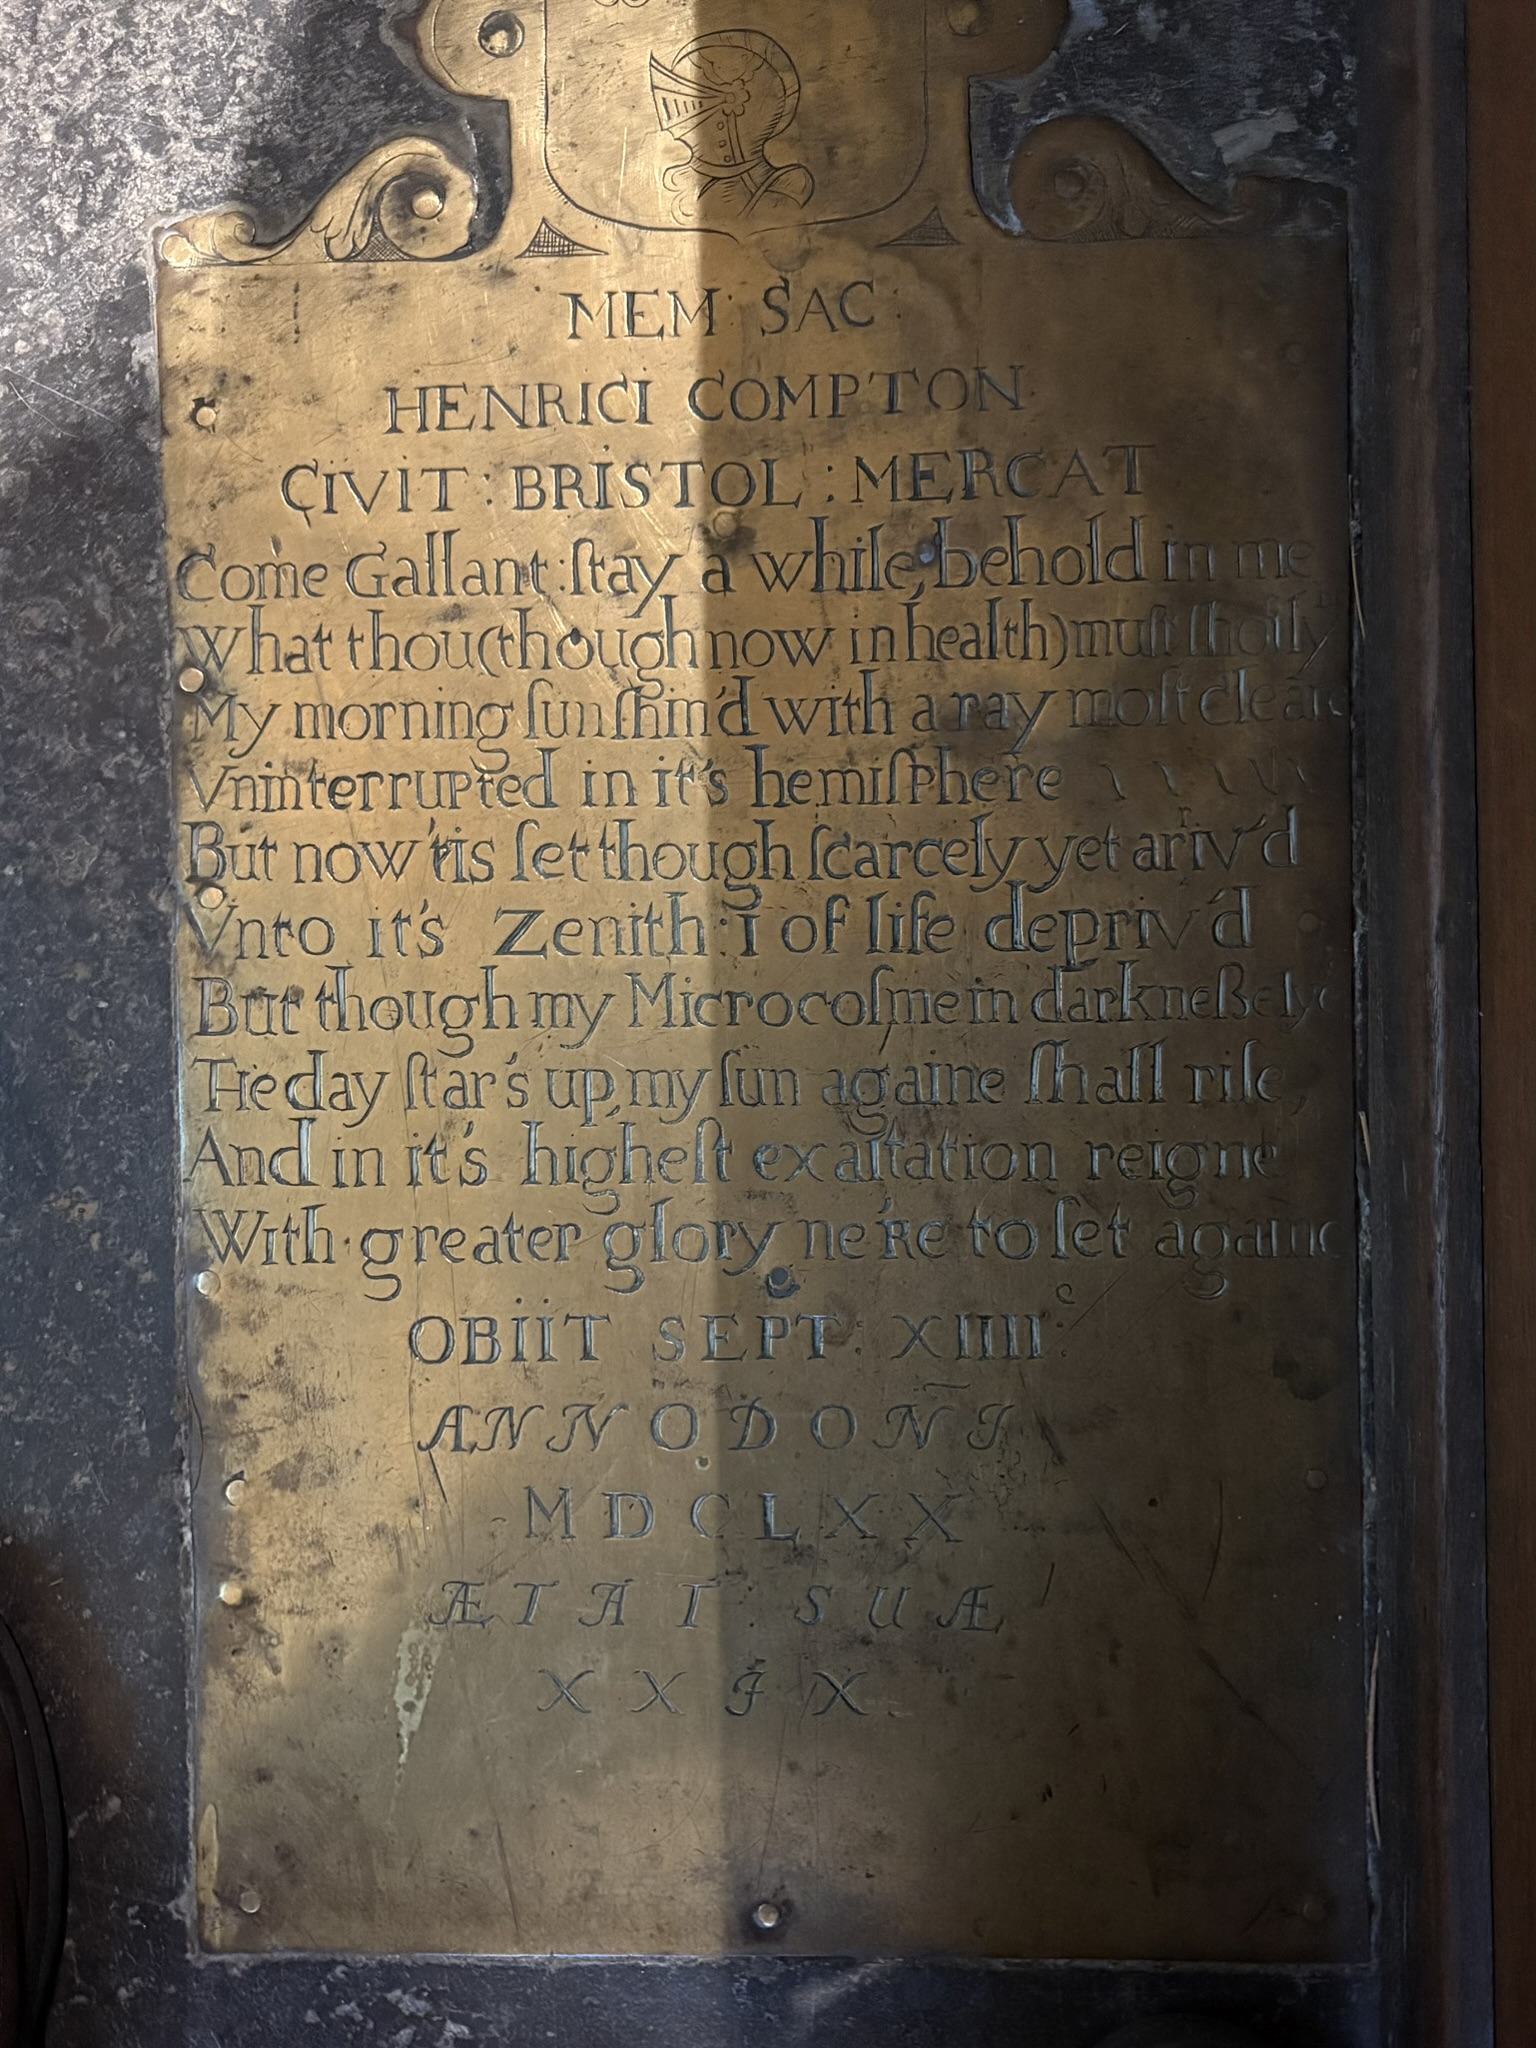 MEM : SAC :
HENRICI COMPTON
CIVIT : BRISTOL : MERCAT
Come Gallant : stay a while, behold in me
What thou (though now in health) must shortly
My morning sun shin'd with a ray most cleare
Vninterrupted in it's hemisphere
But now 'tis set though scarcely yet arriv'd
Vnto it's Zenith : I of life depriv'd
But though my Microcosme in darkneße lye
The day star's up, my sun againe shall rise,
And in it's highest exaltation reigne
With greater glory ne're to set againe
OBIIT SEPT : XIIII :
ANNO DOÑI
MDCLXX
ÆTAT : SUÆ
XXIX